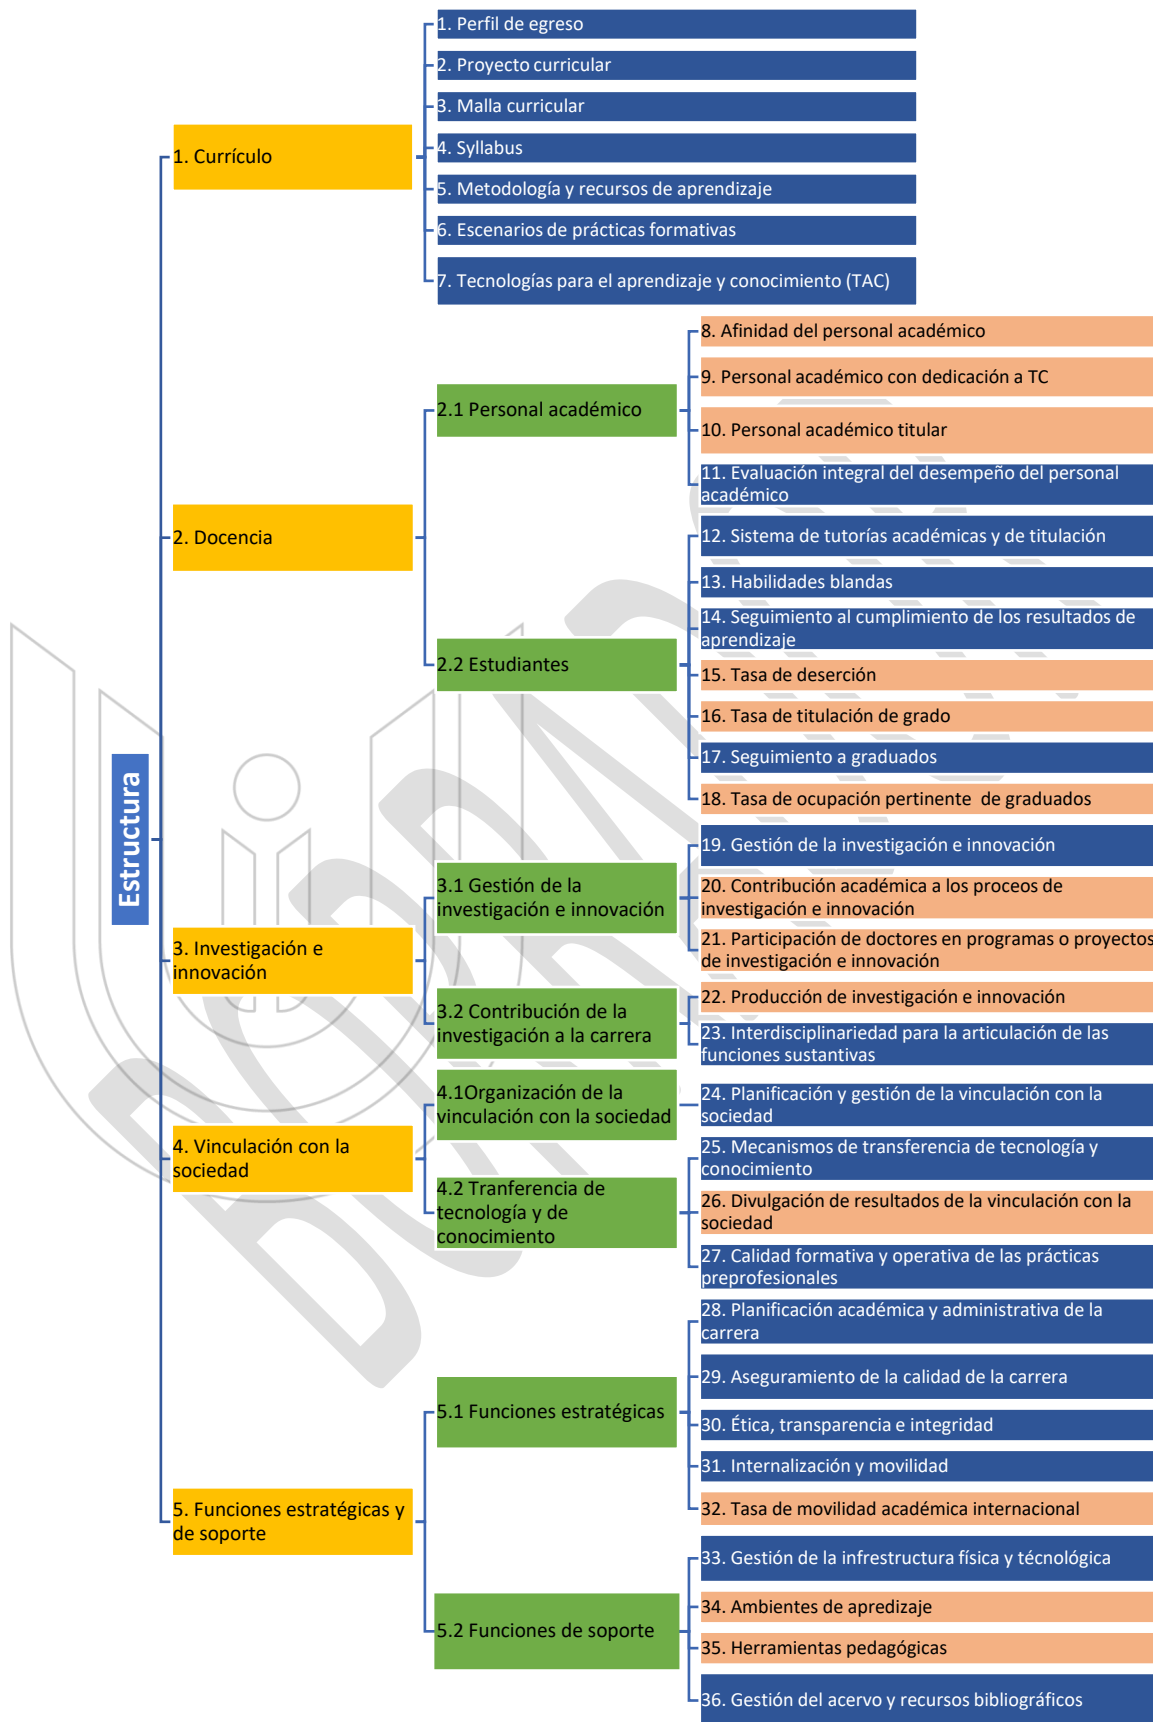 Estructura
1. Currículo
1. Perfil de egreso
2. Proyecto curricular
3. Malla curricular
4. Syllabus
5. Metodología y recursos de aprendizaje
6. Escenarios de prácticas formativas
7. Tecnologías para el aprendizaje y conocimiento (TAC)
2. Docencia
2.1 Personal académico
8. Afinidad del personal académico
9. Personal académico con dedicación a TC
10. Personal académico titular
11. Evaluación integral del desempeño del personal
académico
2.2 Estudiantes
12. Sistema de tutorías académicas y de titulación
13. Habilidades blandas
14. Seguimiento al cumplimiento de los resultados de
aprendizaje
15. Tasa de deserción
16. Tasa de titulación de grado
17. Seguimiento a graduados
18. Tasa de ocupación pertinente  de graduados
3. Investigación e
innovación
3.1 Gestión de la
investigación e innovación
19. Gestión de la investigación e innovación
20. Contribución académica a los proceos de
investigación e innovación
21. Participación de doctores en programas o proyectos
de investigación e innovación
3.2 Contribución de la
investigación a la carrera
22. Producción de investigación e innovación
23. Interdisciplinariedad para la articulación de las
funciones sustantivas
4. Vinculación con la
sociedad
4.1Organización de la
vinculación con la sociedad
24. Planificación y gestión de la vinculación con la
sociedad
4.2 Tranferencia de
tecnología y de
conocimiento
25. Mecanismos de transferencia de tecnología y
conocimiento
26. Divulgación de resultados de la vinculación con la
sociedad
27. Calidad formativa y operativa de las prácticas
preprofesionales
5. Funciones estratégicas y
de soporte
5.1 Funciones estratégicas
28. Planificación académica y administrativa de la
carrera
29. Aseguramiento de la calidad de la carrera
30. Ética, transparencia e integridad
31. Internalización y movilidad
32. Tasa de movilidad académica internacional
5.2 Funciones de soporte
33. Gestión de la infrestructura física y técnológica
34. Ambientes de apredizaje
35. Herramientas pedagógicas
36. Gestión del acervo y recursos bibliográficos